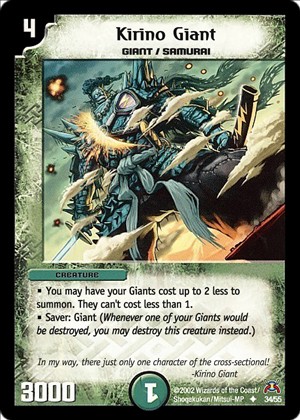 4
Kirino Giant
GIANT / SAMURAI
CREATURE
▪ You may have your Giants cost up to 2 less to
summon. They can't cost less than 1.
▪ Saver: Giant (Whenever one of your Giants
would be destroyed, you may destroy this creature instead.)
In my way, there just only one character of the cross-sectional!
-Kirino Giant
3000
1
©2002 Wizards of the Coast/
Shogakukan/Mitsui-MP
34/55